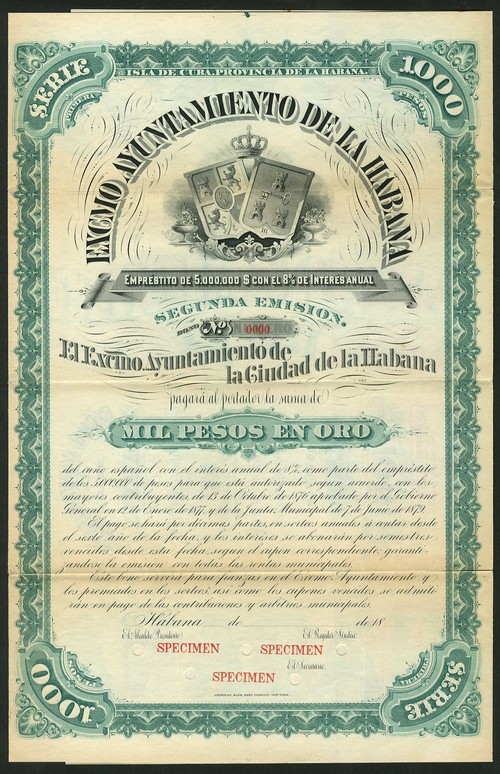 ISLA DE CUBA, PROVINCIA DE LA HABANA.
SERIE
PRIMERA
1000
PESOS
EXCMO AYUNTAMIENTO DE LA HABANA
EMPRESTITO DE 5.000.000 $ CON EL 8% DE INTERES ANUAL
SEGUNDA EMISION.
BONO Nº 0000
El Excmo. Ayuntamiento de
la Ciudad de la Habana
pagará al portador la suma de
MIL PESOS EN ORO
del cuño español con el interés anual de 8%, como parte del empréstito
de los 5.000.000 de pesos para que está autorizado segun acuerdo, con los
mayores contribuyentes, de 13 de Octubre de 1876 aprobado por el Gobierno
General en 12 de Enero de 1877, y de la Junta Municipal de 7 de junio de 1879.
El pago se hará por décimas partes, en sorteos anuales á contar desde
el sexto año de la fecha, y los intereses se abonarán por semestres
vencidos desde esta fecha, segun el cupon correspondiente, garanti-
zandose la emision con todas las rentas municipales.
Este bono servirá para fianzas en el Excmo. Ayuntamiento y
los premiados en los sorteos, así como los cupones vencidos se admiti-
rán en pago de las contribuciones y arbitrios municipales.
Habana de de 18
El Alcalde Presidente El Regidor Síndico
SPECIMEN SPECIMEN
El Secretario
SPECIMEN
AMERICAN BANK NOTE COMPANY, NEW YORK.
1000
SERIE